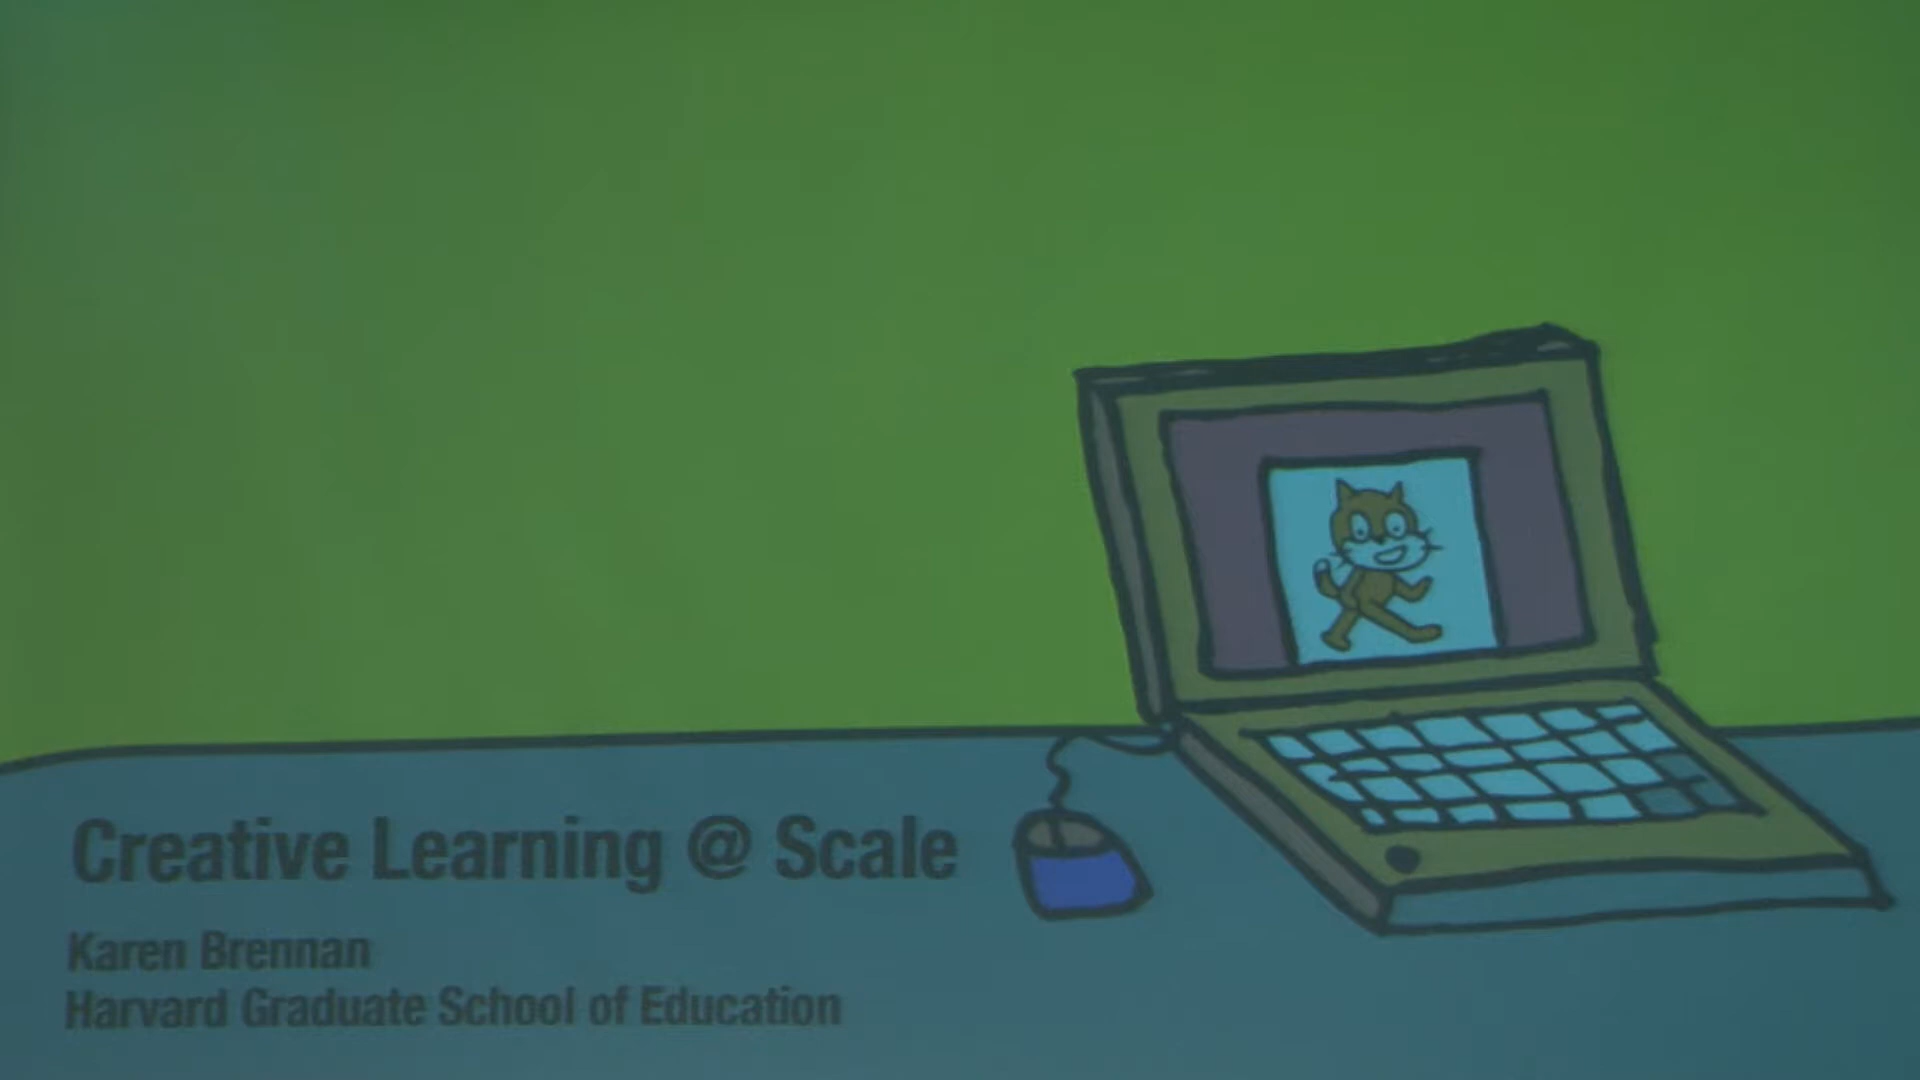 Creative Learning @ Scale
Karen Brennan
Harvard Graduate School of Education